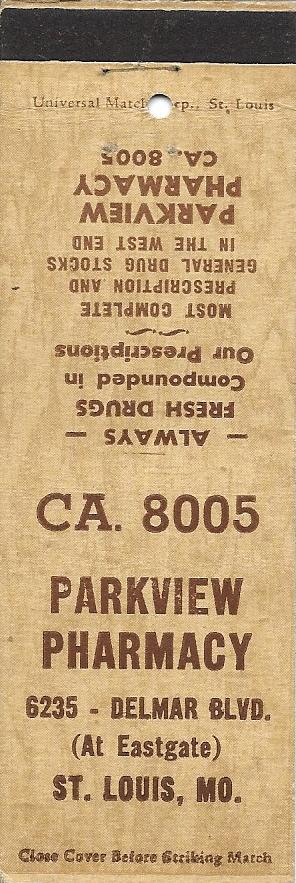 Universal Match Corp., St. Louis
— ALWAYS —
FRESH DRUGS
Compounded in
Our Prescriptions
MOST COMPLETE
PRESCRIPTION AND
GENERAL DRUG STOCKS
IN THE WEST END
PARKVIEW
PHARMACY
CA. 8005
CA. 8005
PARKVIEW
PHARMACY
6235 - DELMAR BLVD.
(At Eastgate)
ST. LOUIS, MO.
Close Cover Before Striking Match